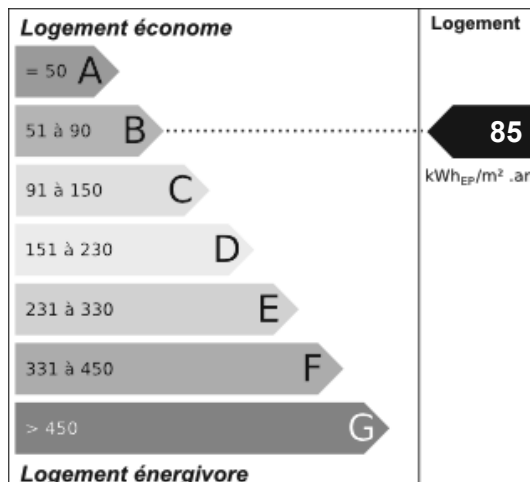 Logement économe
Logement
= 50 A
51 à 90 B
85
kWhEP/m² .an
91 à 150 C
151 à 230 D
231 à 330 E
331 à 450 F
> 450 G
Logement énergivore